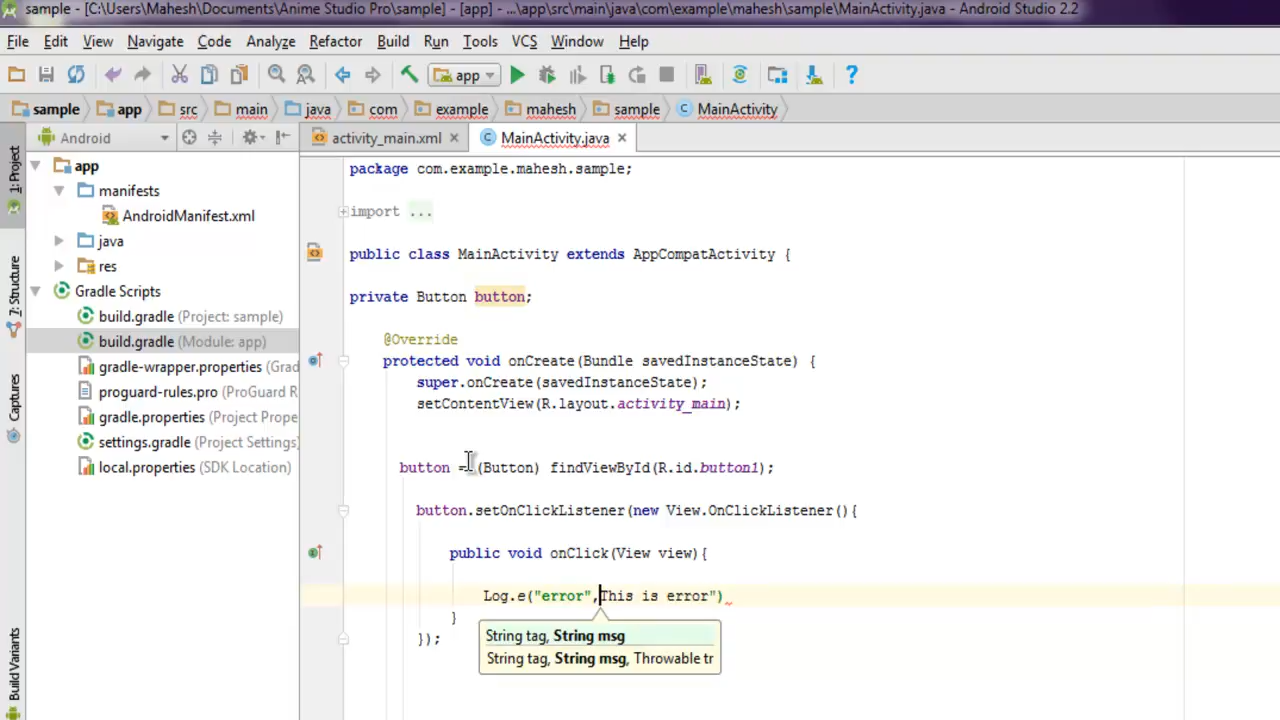 sample - [C:\Users\Mahesh\Documents\Anime Studio Pro\sample] - [app] - ...\app\src\main\java\com\example\mahesh\sample\MainActivity.java - Android Studio 2.2
File Edit View Navigate Code Analyze Refactor Build Run Tools VCS Window Help
app
sample app src main java com example mahesh sample MainActivity
Android
activity_main.xml MainActivity.java
1: Project
7: Structure
Captures
Build Variants
app
manifests
AndroidManifest.xml
java
res
Gradle Scripts
build.gradle (Project: sample)
build.gradle (Module: app)
gradle-wrapper.properties (Grad
proguard-rules.pro (ProGuard R
gradle.properties (Project Prope
settings.gradle (Project Settings)
local.properties (SDK Location)
package com.example.mahesh.sample;
import ...
public class MainActivity extends AppCompatActivity {
private Button button;
@Override
protected void onCreate(Bundle savedInstanceState) {
super.onCreate(savedInstanceState);
setContentView(R.layout.activity_main);
button = (Button) findViewById(R.id.button1);
button.setOnClickListener(new View.OnClickListener(){
public void onClick(View view){
Log.e("error",This is error")
}
});
String tag, String msg
String tag, String msg, Throwable tr